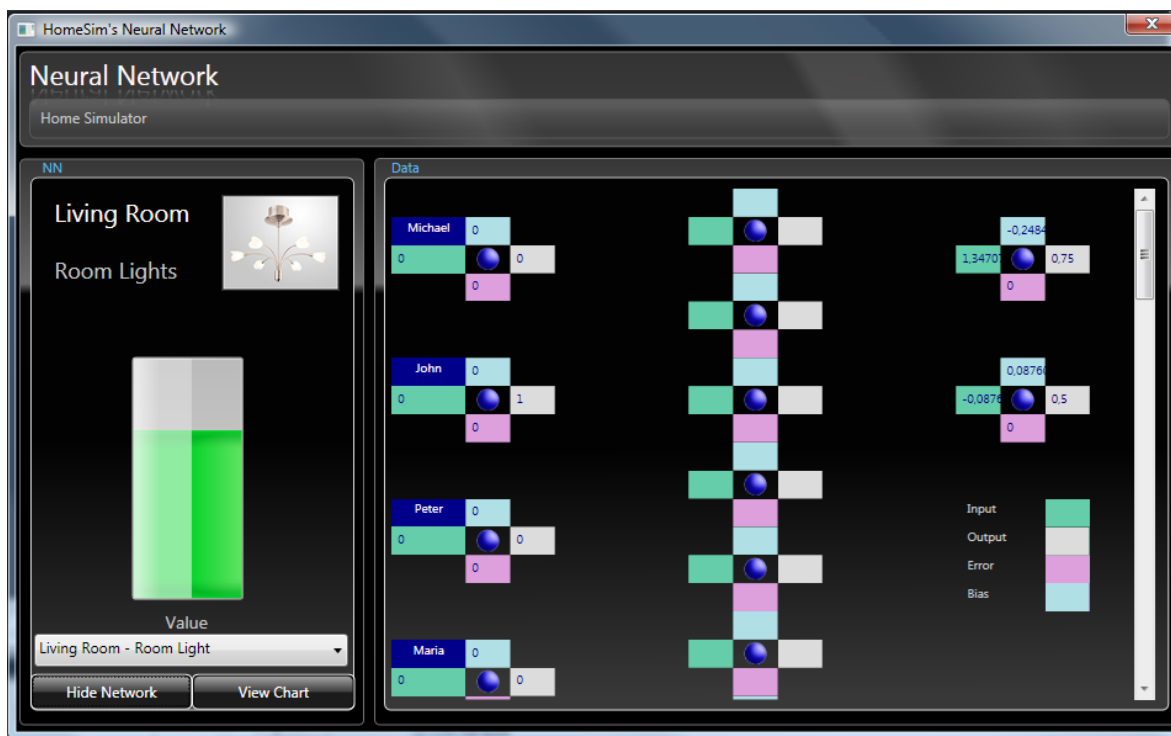 HomeSim's Neural Network
Neural Network
Home Simulator
NN
Living Room
Room Lights
Value
Living Room - Room Light
Hide Network
View Chart
Data
Michael
0
0
0
0
-0,2484
1,3470
0,75
0
John
0
0
1
0
0,0876
-0,0876
0,5
0
Peter
0
0
0
0
Input
Output
Error
Bias
Maria
0
0
0